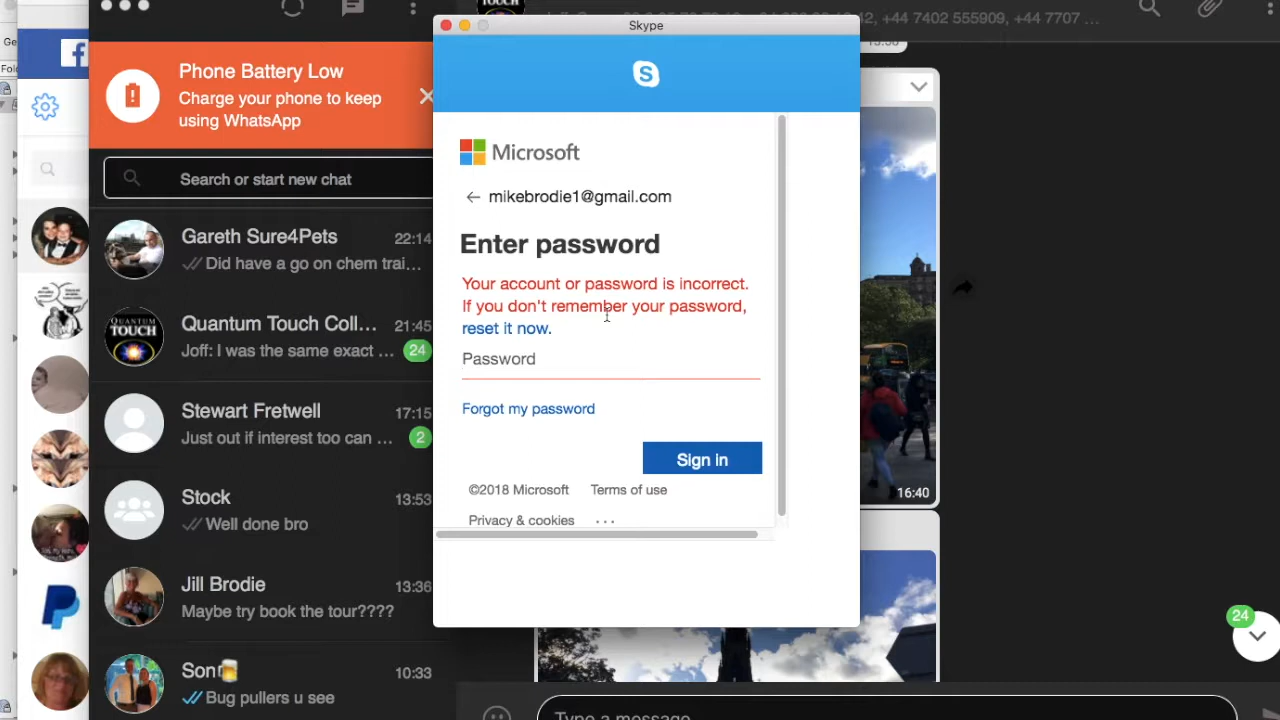 Skype
TOUCH
+44 7402 555909, +44 7707 ...
Ge
Fol
Phone Battery Low
Charge your phone to keep
using WhatsApp
Search or start new chat
Gareth Sure4Pets
22:14
Did have a go on chem trai...
Quantum Touch Coll...
21:45
QUANTUM
TOUCH
Joff: I was the same exact ...
24
Stewart Fretwell
17:15
Just out if interest too can ...
2
Stock
13:53
Well done bro
Jill Brodie
13:36
Maybe try book the tour????
Son🍺
10:33
Bug pullers u see
S
Microsoft
← mikebrodie1@gmail.com
Enter password
Your account or password is incorrect.
If you don't remember your password,
reset it now.
Password
Forgot my password
Sign in
©2018 Microsoft Terms of use
Privacy & cookies ...
16:40
24
Type a message